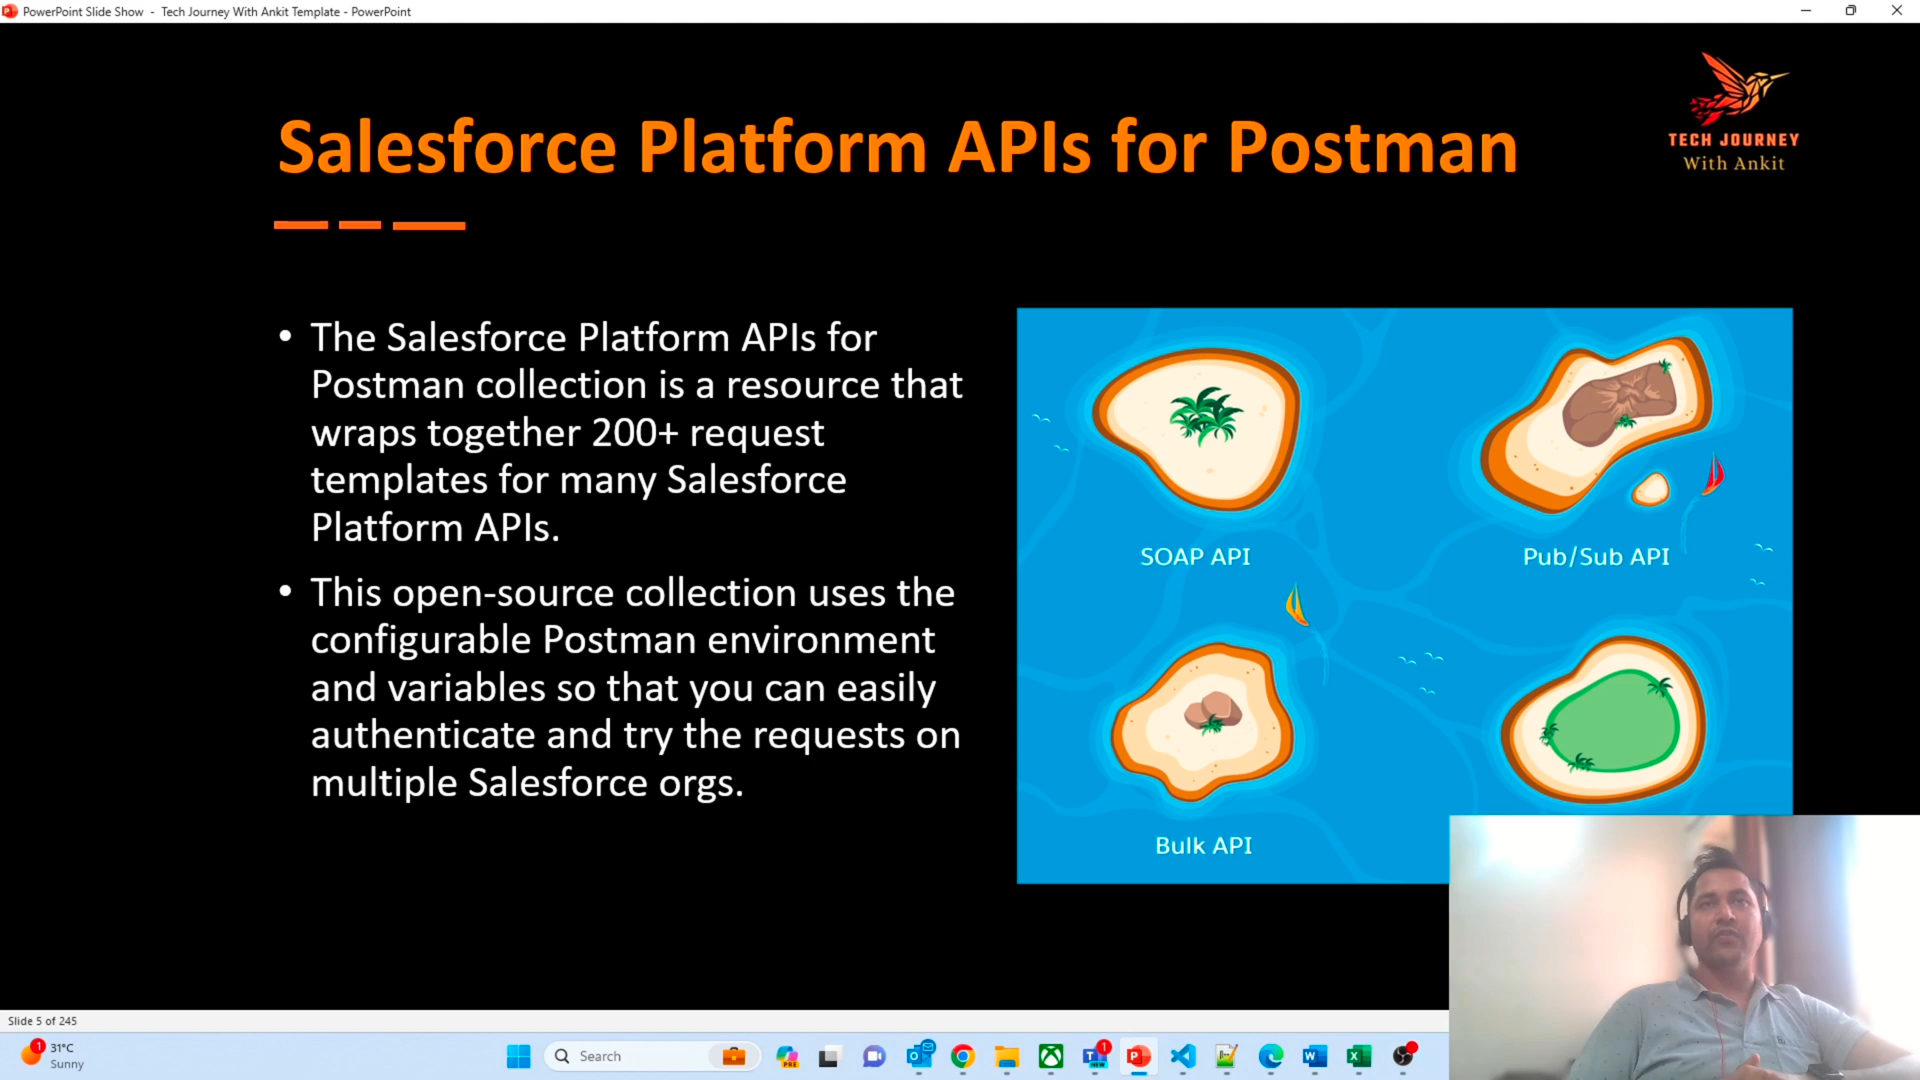 PowerPoint Slide Show - Tech Journey With Ankit Template - PowerPoint
Salesforce Platform APIs for Postman
TECH JOURNEY
With Ankit
• The Salesforce Platform APIs for
Postman collection is a resource that
wraps together 200+ request
templates for many Salesforce
Platform APIs.
• This open-source collection uses the
configurable Postman environment
and variables so that you can easily
authenticate and try the requests on
multiple Salesforce orgs.
SOAP API
Pub/Sub API
Bulk API
Slide 5 of 245
1
31°C
Sunny
Search
PRE
1
NEW